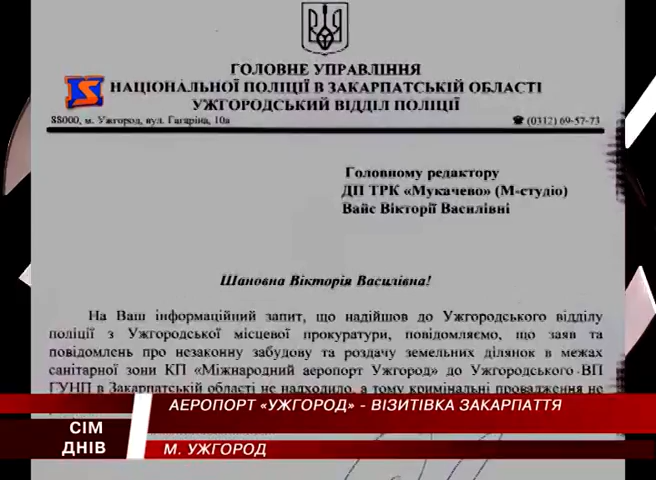 ГОЛОВНЕ УПРАВЛІННЯ
НАЦІОНАЛЬНОЇ ПОЛІЦІЇ В ЗАКАРПАТСЬКІЙ ОБЛАСТІ
УЖГОРОДСЬКИЙ ВІДДІЛ ПОЛІЦІЇ
88000, м. Ужгород, вул. Гагаріна, 10а ☎ (0312) 69-57-73
Головному редактору
ДП ТРК «Мукачево» (М-студіо)
Вайс Вікторії Василівні
Шановна Вікторія Василівна!
На Ваш інформаційний запит, що надійшов до Ужгородського відділу
поліції з Ужгородської місцевої прокуратури, повідомляємо, що заяв та
повідомлень про незаконну забудову та роздачу земельних ділянок в межах
санітарної зони КП «Міжнародний аеропорт Ужгород» до Ужгородського ВП
ГУНП в Закарпатській області не надходило, а тому кримінальні провадження не
АЕРОПОРТ «УЖГОРОД» - ВІЗИТІВКА ЗАКАРПАТТЯ
СІМ
ДНІВ
М. УЖГОРОД